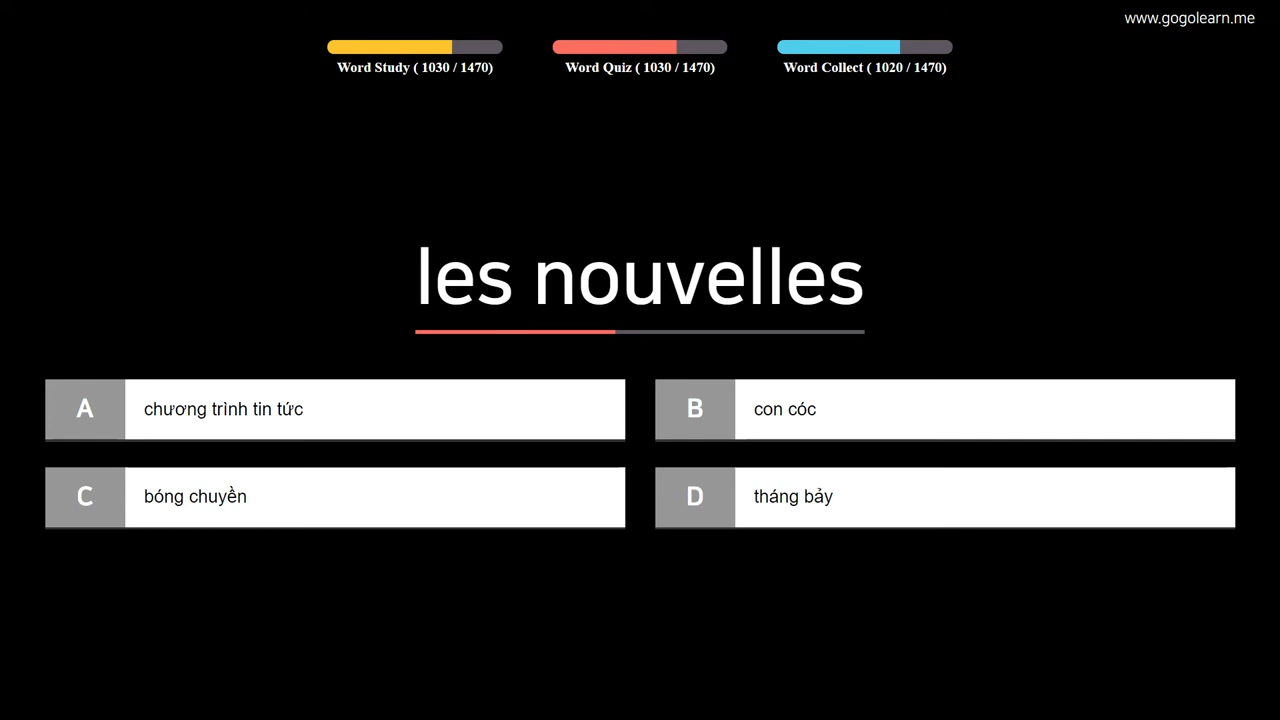 www.gogolearn.me
Word Study ( 1030 / 1470)
Word Quiz ( 1030 / 1470)
Word Collect ( 1020 / 1470)
les nouvelles
A
chương trình tin tức
B
con cóc
C
bóng chuyền
D
tháng bảy